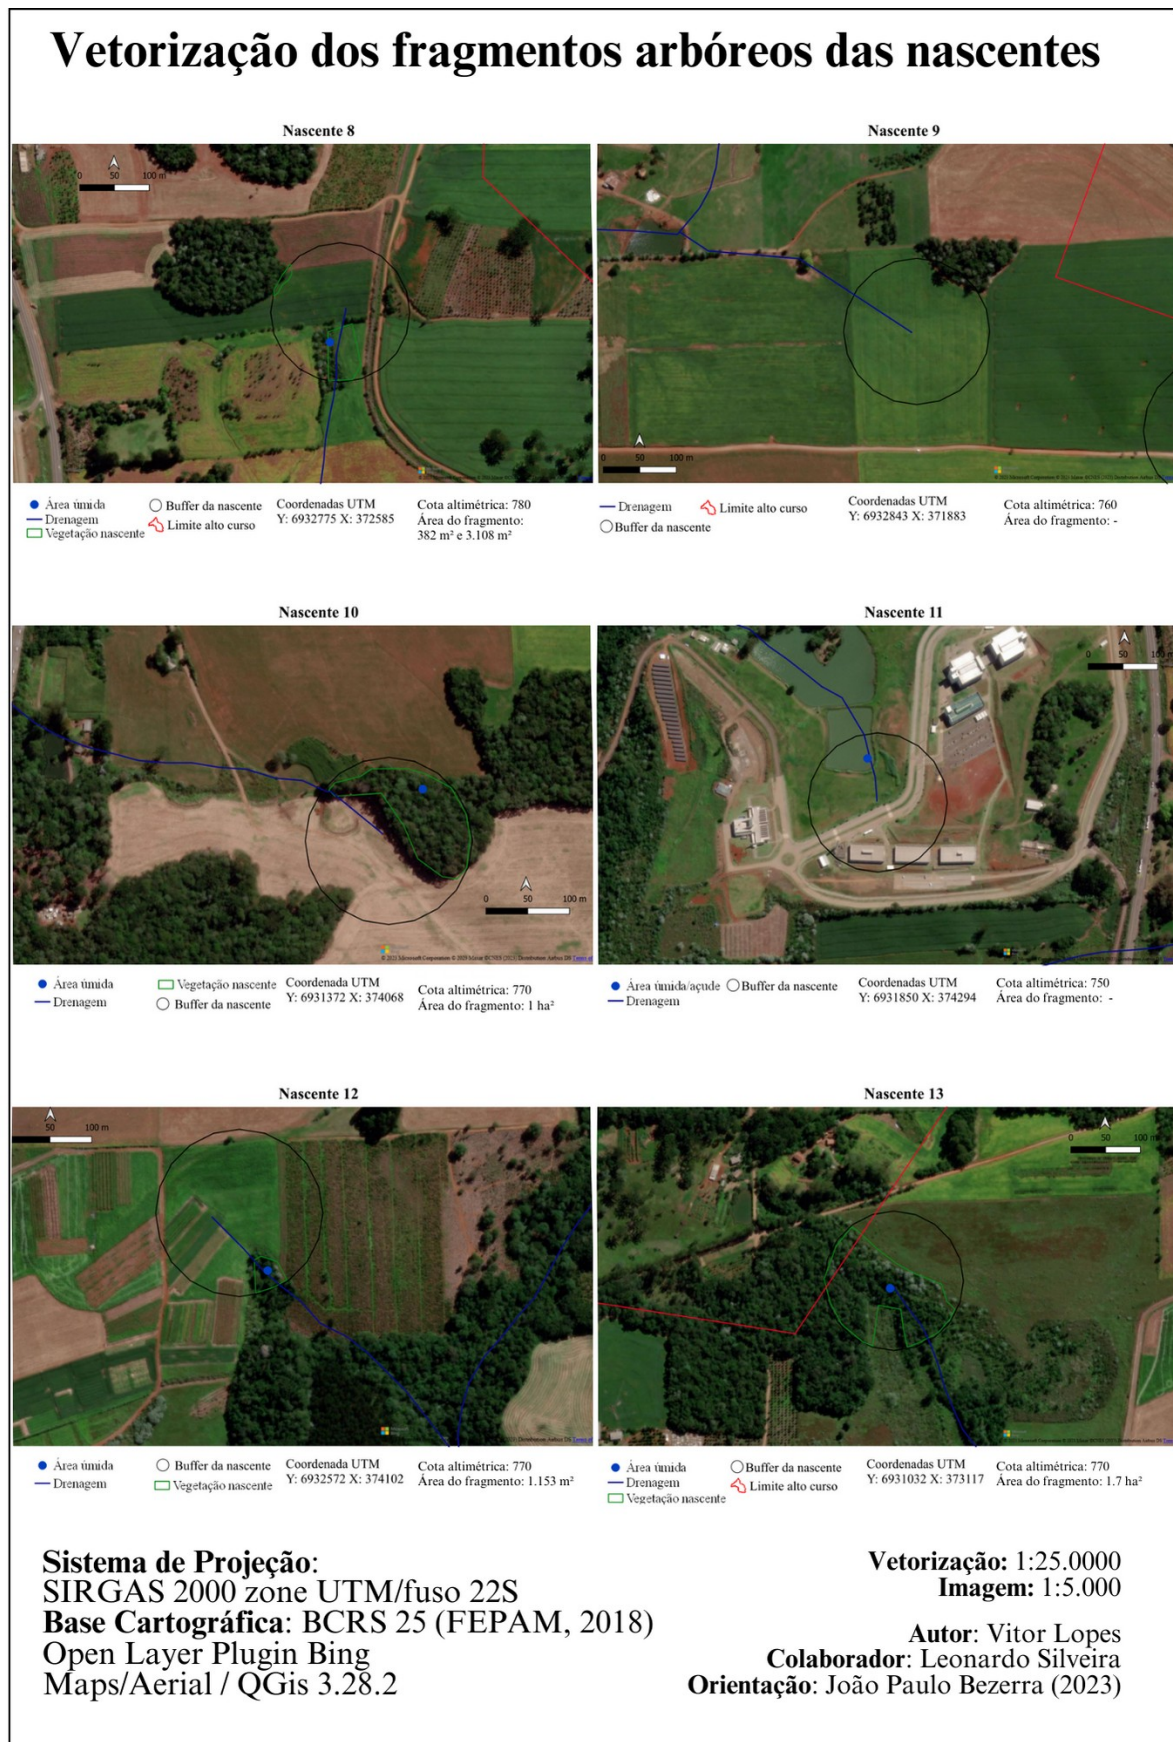 Vetorização dos fragmentos arbóreos das nascentes
Nascente 8
0 50 100 m
Área úmida
Drenagem
Vegetação nascente
Buffer da nascente
Limite alto curso
Coordenadas UTM
Y: 6932775 X: 372585
Cota altimétrica: 780
Área do fragmento:
382 m² e 3.108 m²
Nascente 9
0 50 100 m
Drenagem
Buffer da nascente
Limite alto curso
Coordenadas UTM
Y: 6932843 X: 371883
Cota altimétrica: 760
Área do fragmento: -
Nascente 10
0 50 100 m
Área úmida
Drenagem
Vegetação nascente
Buffer da nascente
Coordenada UTM
Y: 6931372 X: 374068
Cota altimétrica: 770
Área do fragmento: 1 ha²
Nascente 11
0 50 100 m
Área úmida/açude
Drenagem
Buffer da nascente
Coordenadas UTM
Y: 6931850 X: 374294
Cota altimétrica: 750
Área do fragmento: -
Nascente 12
50 100 m
Área úmida
Drenagem
Buffer da nascente
Vegetação nascente
Coordenada UTM
Y: 6932572 X: 374102
Cota altimétrica: 770
Área do fragmento: 1.153 m²
Nascente 13
0 50 100 m
Área úmida
Drenagem
Vegetação nascente
Buffer da nascente
Limite alto curso
Coordenadas UTM
Y: 6931032 X: 373117
Cota altimétrica: 770
Área do fragmento: 1.7 ha²
Sistema de Projeção:
SIRGAS 2000 zone UTM/fuso 22S
Base Cartográfica: BCRS 25 (FEPAM, 2018)
Open Layer Plugin Bing
Maps/Aerial / QGis 3.28.2
Vetorização: 1:25.0000
Imagem: 1:5.000
Autor: Vitor Lopes
Colaborador: Leonardo Silveira
Orientação: João Paulo Bezerra (2023)